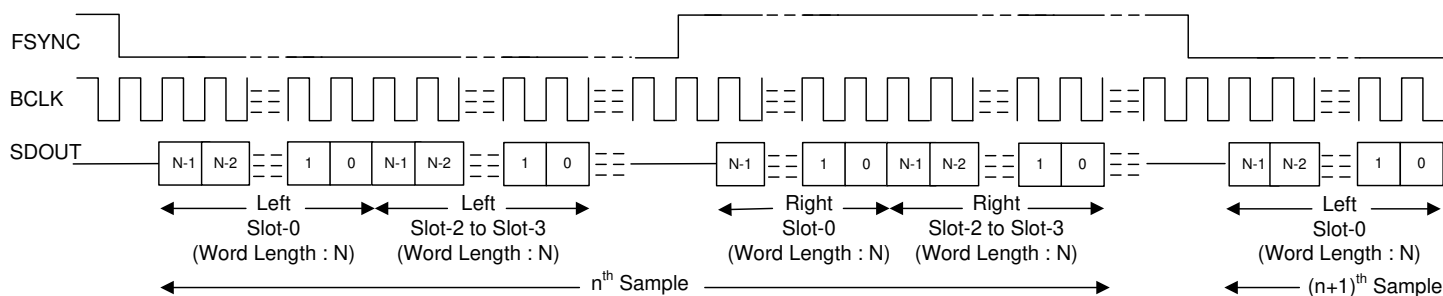 FSYNC
BCLK
SDOUT
N-1 N-2 1 0 N-1 N-2 1 0 N-1 1 0 N-1 N-2 1 0 N-1 N-2 1 0
Left Left Right Right Left
Slot-0 Slot-2 to Slot-3 Slot-0 Slot-2 to Slot-3 Slot-0
(Word Length : N) (Word Length : N) (Word Length : N) (Word Length : N) (Word Length : N)
nth Sample (n+1)th Sample